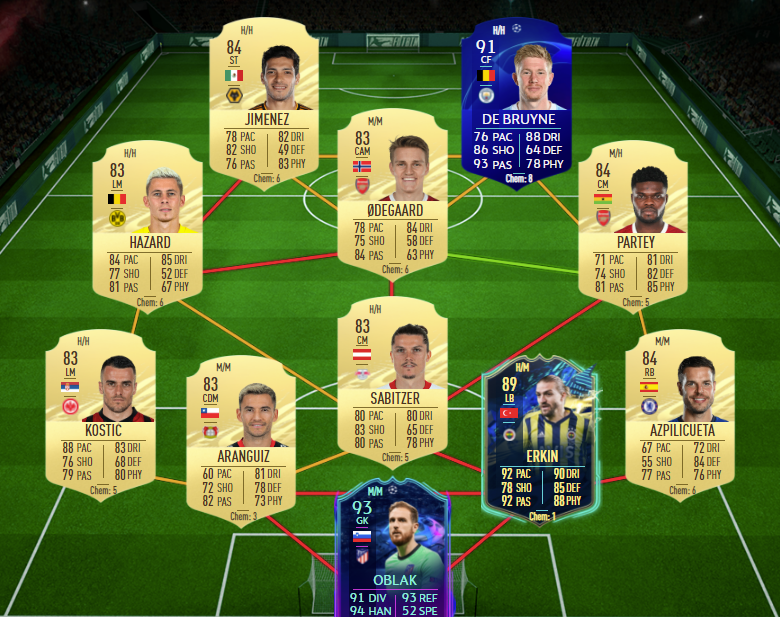 H/H
84
ST
JIMENEZ
78 PAC 82 DRI
82 SHO 49 DEF
76 PAS 83 PHY
Chem: 6
H/H
91
CF
DE BRUYNE
76 PAC 88 DRI
86 SHO 64 DEF
93 PAS 78 PHY
Chem: 8
M/M
83
CAM
ØDEGAARD
78 PAC 84 DRI
75 SHO 58 DEF
84 PAS 63 PHY
Chem: 6
H/H
83
LM
HAZARD
84 PAC 85 DRI
77 SHO 52 DEF
81 PAS 67 PHY
Chem: 6
M/H
84
CM
PARTEY
71 PAC 81 DRI
74 SHO 82 DEF
81 PAS 85 PHY
Chem: 5
H/H
83
CM
SABITZER
80 PAC 80 DRI
83 SHO 65 DEF
80 PAS 78 PHY
Chem: 5
H/H
83
LM
KOSTIC
88 PAC 83 DRI
76 SHO 68 DEF
79 PAS 80 PHY
Chem: 5
M/M
83
CDM
ARANGUIZ
60 PAC 81 DRI
72 SHO 78 DEF
82 PAS 73 PHY
Chem: 3
H/M
89
LB
ERKIN
92 PAC 90 DRI
78 SHO 85 DEF
92 PAS 88 PHY
Chem: 1
M/M
84
RB
AZPILICUETA
67 PAC 72 DRI
55 SHO 84 DEF
77 PAS 76 PHY
Chem: 6
M/M
93
GK
OBLAK
91 DIV 93 REF
94 HAN 52 SPE